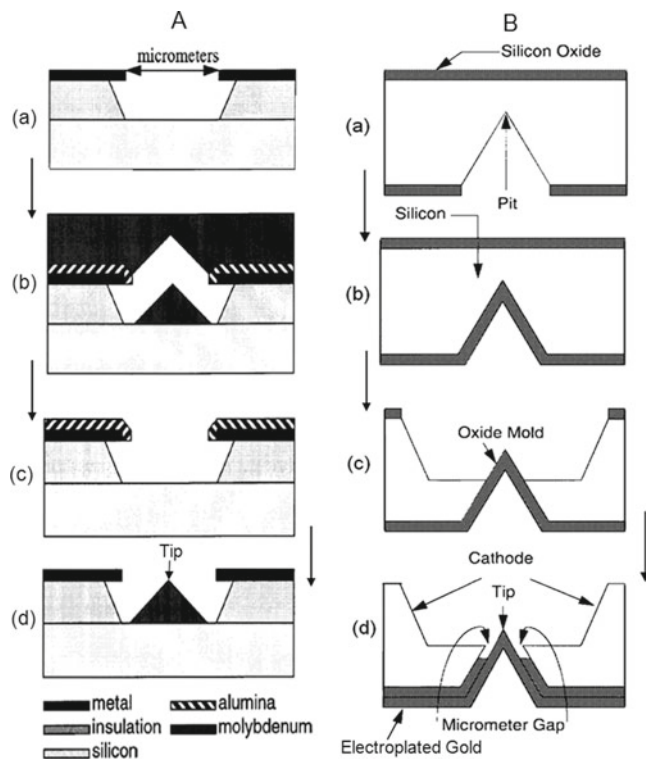 A
micrometers
(a)
(b)
(c)
Tip
(d)
metal
alumina
insulation
molybdenum
silicon
B
Silicon Oxide
(a)
Pit
Silicon
(b)
Oxide Mold
(c)
Cathode
Tip
(d)
Micrometer Gap
Electroplated Gold